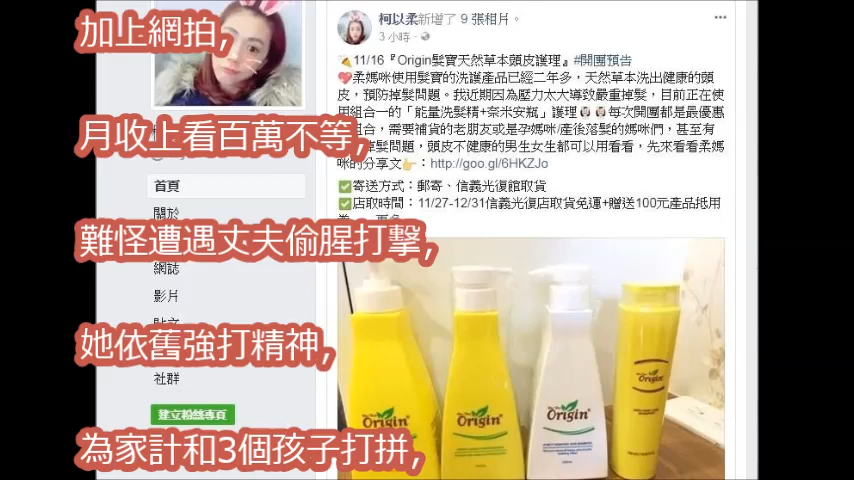 加上網拍,
月收上看百萬不等,
難怪遭遇丈夫偷腥打擊,
她依舊強打精神,
為家計和3個孩子打拼,
首頁
關於
網誌
影片
貼文
社群
建立粉絲專頁
柯以柔新增了 9 張相片。
3 小時
11/16『Origin髮寶天然草本頭皮護理』#開團預告
柔媽咪使用髮寶的洗護產品已經二年多，天然草本洗出健康的頭
皮，預防掉髮問題。我近期因為壓力太大導致嚴重掉髮，目前正在使
用組合一的「能量洗髮精+奈米安瓶」護理 每次開團都是最優惠
組合，需要補貨的老朋友或是孕媽咪/產後落髮的媽咪們，甚至有
掉髮問題，頭皮不健康的男生女生都可以用看看，先來看看柔媽
咪的分享文：http://goo.gl/6HKZJo
寄送方式：郵寄、信義光復館取貨
店取時間：11/27-12/31信義光復店取貨免運+贈送100元產品抵用
Origin
Origin
Origin
Origin